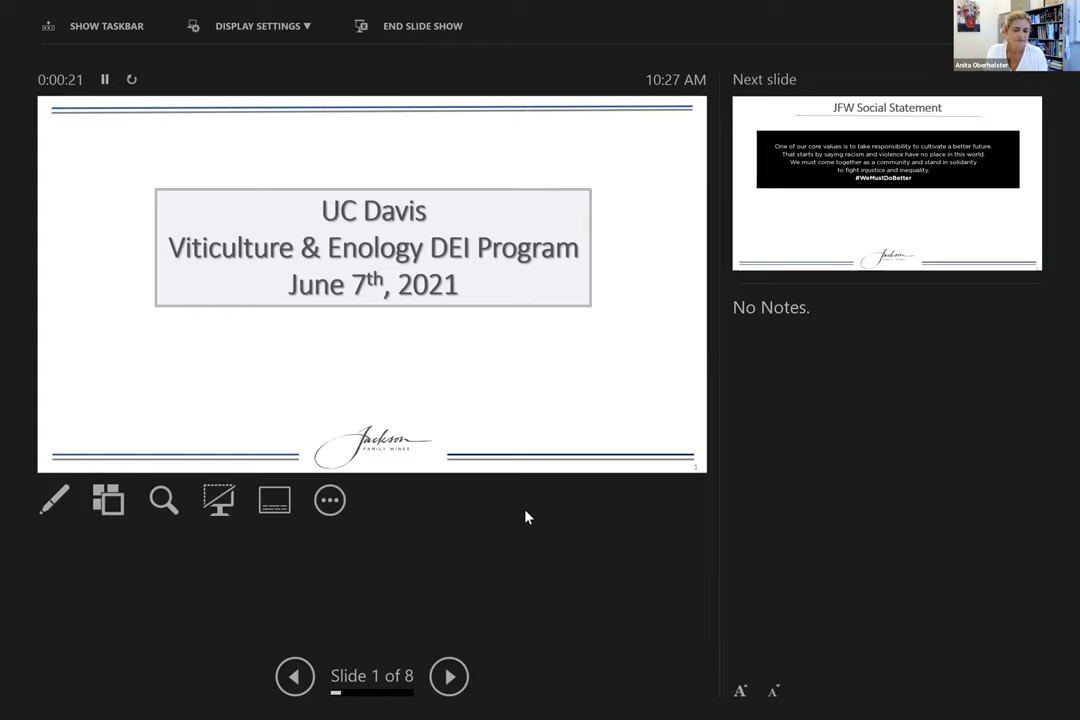 SHOW TASKBAR
DISPLAY SETTINGS ▼
END SLIDE SHOW
Anita Oberholster
0:00:21
10:27 AM
Next slide
UC Davis
Viticulture & Enology DEI Program
June 7th, 2021
Jackson
FAMILY WINES
1
JFW Social Statement
One of our core values is to take responsibility to cultivate a better future.
That starts by saying racism and violence have no place in this world.
We must come together as a community and stand in solidarity
to fight injustice and inequality.
#WeMustDoBetter
Jackson
No Notes.
Slide 1 of 8
A A